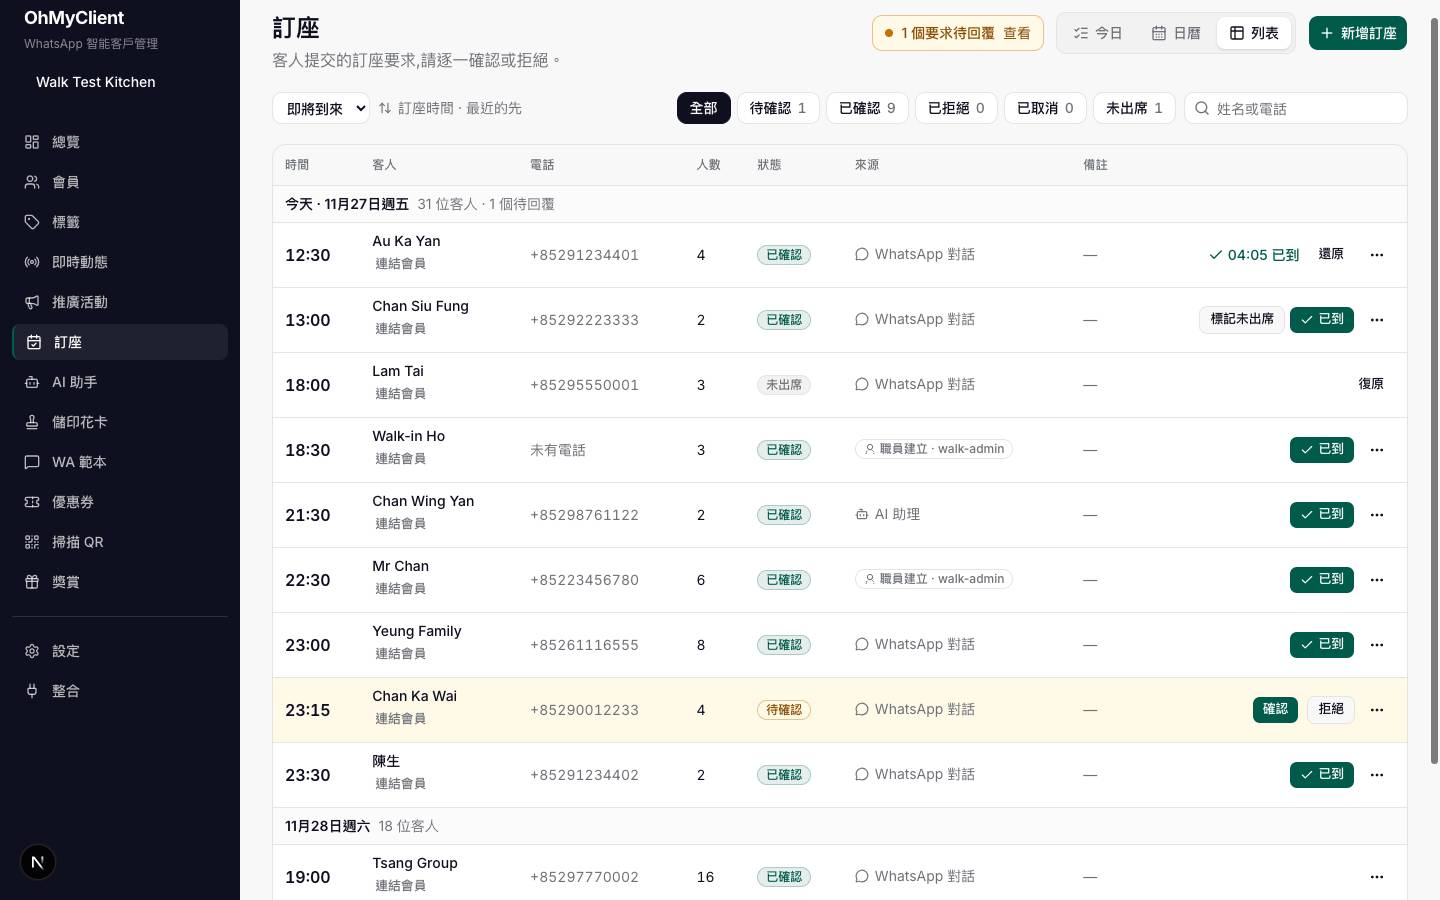 OhMyClient
WhatsApp 智能客戶管理
Walk Test Kitchen
總覽
會員
標籤
即時動態
推廣活動
訂座
AI 助手
儲印花卡
WA 範本
優惠券
掃描 QR
獎賞
設定
整合
N
訂座
客人提交的訂座要求,請逐一確認或拒絕。
1 個要求待回覆 查看
今日
日曆
列表
新增訂座
即將到來
訂座時間 · 最近的先
全部
待確認 1
已確認 9
已拒絕 0
已取消 0
未出席 1
姓名或電話
時間 客人 電話 人數 狀態 來源 備註
今天 · 11月27日週五 31 位客人 · 1 個待回覆
12:30 Au Ka Yan +85291234401 4 已確認 WhatsApp 對話 — 04:05 已到 還原
連結會員
13:00 Chan Siu Fung +85292223333 2 已確認 WhatsApp 對話 — 標記未出席 已到
連結會員
18:00 Lam Tai +85295550001 3 未出席 WhatsApp 對話 — 復原
連結會員
18:30 Walk-in Ho 未有電話 3 已確認 職員建立 · walk-admin — 已到
連結會員
21:30 Chan Wing Yan +85298761122 2 已確認 AI 助理 — 已到
連結會員
22:30 Mr Chan +85223456780 6 已確認 職員建立 · walk-admin — 已到
連結會員
23:00 Yeung Family +85261116555 8 已確認 WhatsApp 對話 — 已到
連結會員
23:15 Chan Ka Wai +85290012233 4 待確認 WhatsApp 對話 — 確認 拒絕
連結會員
23:30 陳生 +85291234402 2 已確認 WhatsApp 對話 — 已到
連結會員
11月28日週六 18 位客人
19:00 Tsang Group +85297770002 16 已確認 WhatsApp 對話 —
連結會員